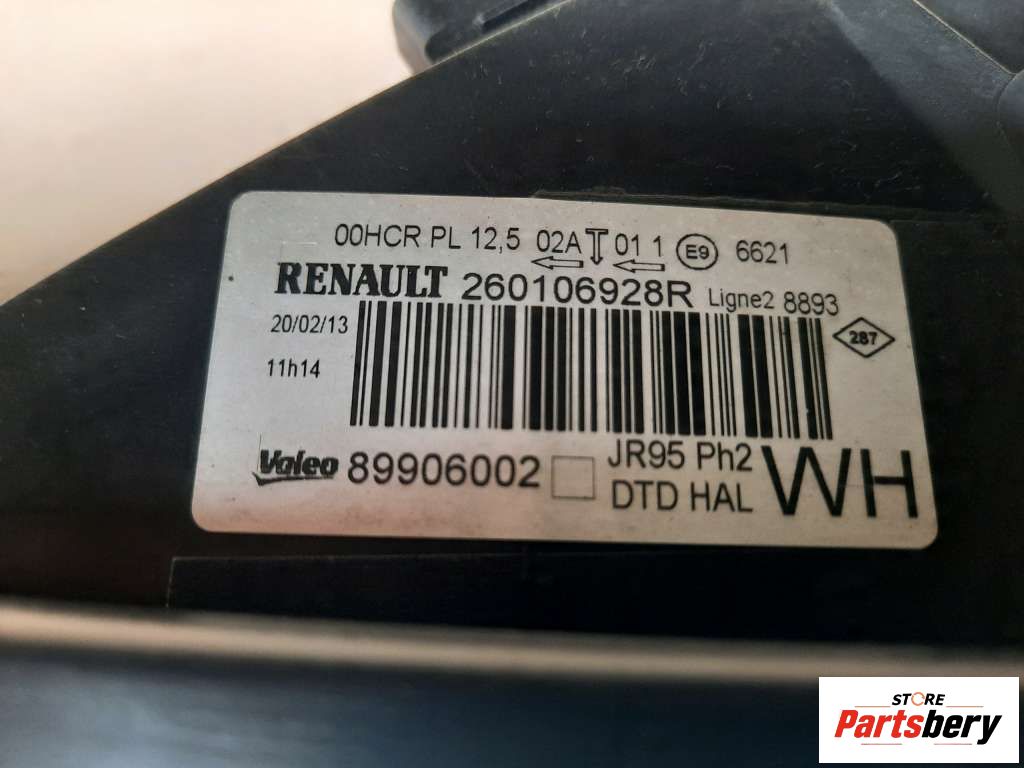 00HCR PL 12,5 02A 01 1 E9 6621
RENAULT 260106928R Ligne2 8893
20/02/13
287
11h14
Valeo 89906002 JR95 Ph2
DTD HAL WH
STORE
Partsbery